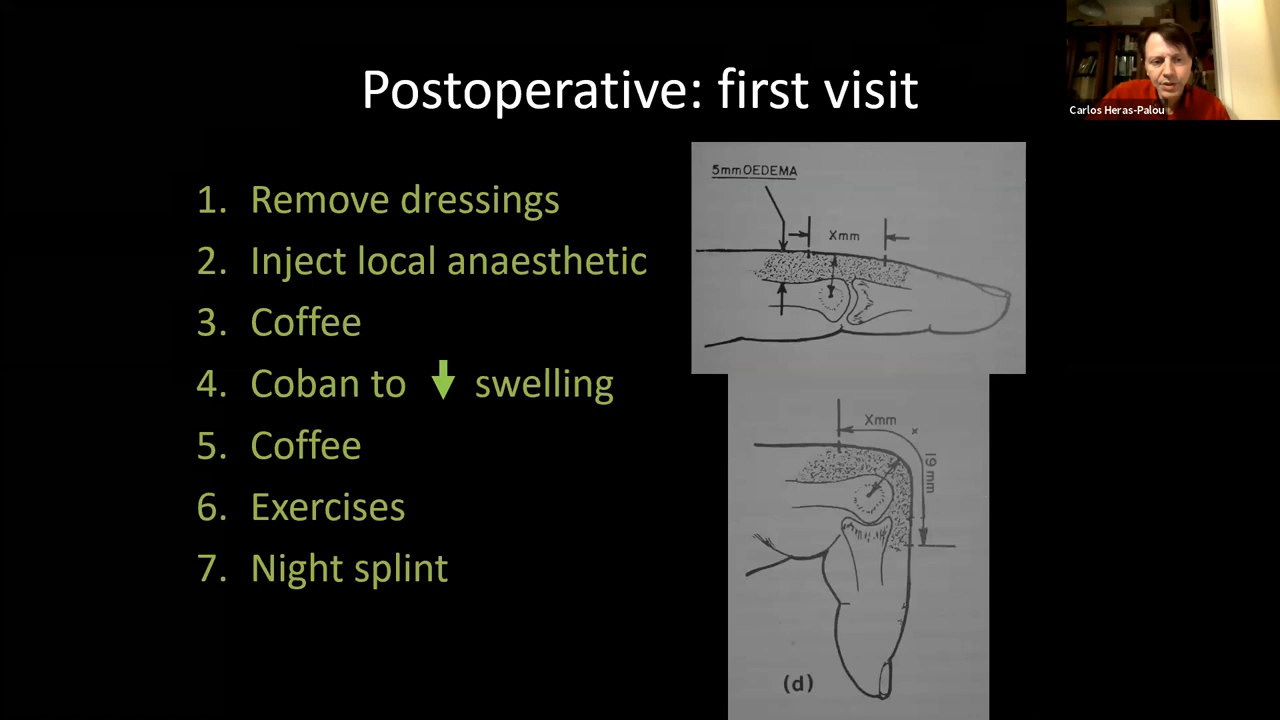 Postoperative: first visit
Carlos Heras-Palou
1. Remove dressings
2. Inject local anaesthetic
3. Coffee
4. Coban to swelling
5. Coffee
6. Exercises
7. Night splint
5mm OEDEMA
Xmm
Xmm
x
19 mm
(d)